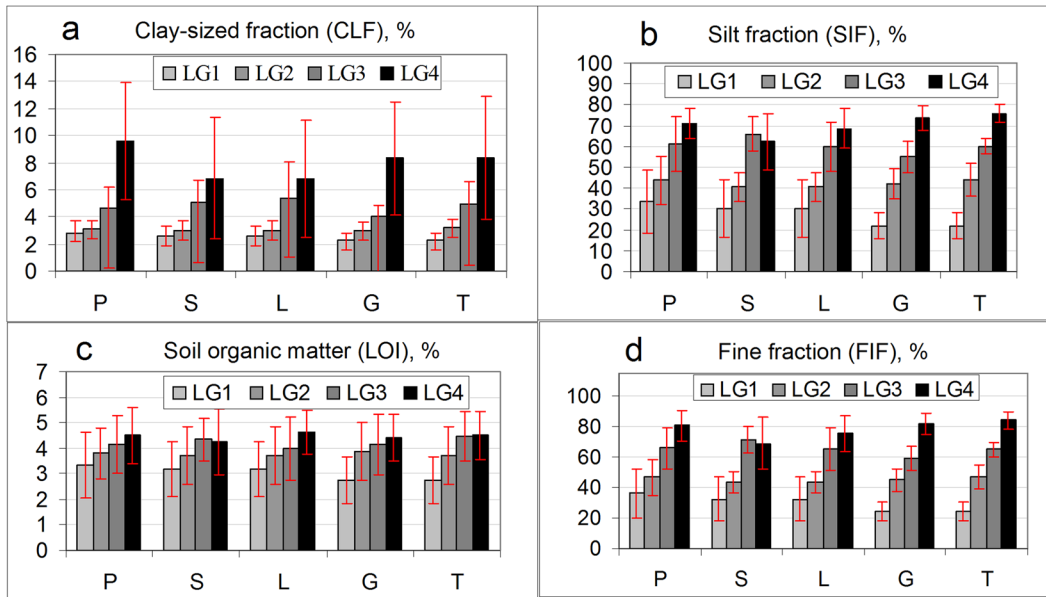 a Clay-sized fraction (CLF), %
16
LG1 LG2 LG3 LG4
14
12
10
8
6
4
2
0
P S L G T
b Silt fraction (SIF), %
100
LG1 LG2 LG3 LG4
90
80
70
60
50
40
30
20
10
0
P S L G T
c Soil organic matter (LOI), %
7
LG1 LG2 LG3 LG4
6
5
4
3
2
1
0
P S L G T
d Fine fraction (FIF), %
LG1 LG2 LG3 LG4
100
80
60
40
20
0
P S L G T